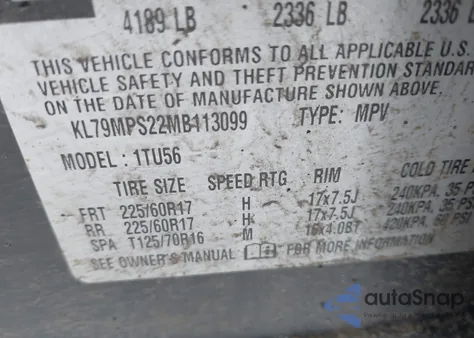 4189 LB 2336 LB 2336
THIS VEHICLE CONFORMS TO ALL APPLICABLE U.S.
VEHICLE SAFETY AND THEFT PREVENTION STANDAR
ON THE DATE OF MANUFACTURE SHOWN ABOVE.
KL79MPS22MB113099 TYPE: MPV
MODEL: 1TU56
TIRE SIZE SPEED RTG RIM COLD TIRE
FRT 225/60R17 H 17x7.5J 240KPA, 35 PS
RR 225/60R17 H 17x7.5J 240KPA, 35 PS
SPA T125/70R16 M 16x4.0BT 420KPA, 60
SEE OWNER'S MANUAL FOR MORE INFORMATION
autoSnap